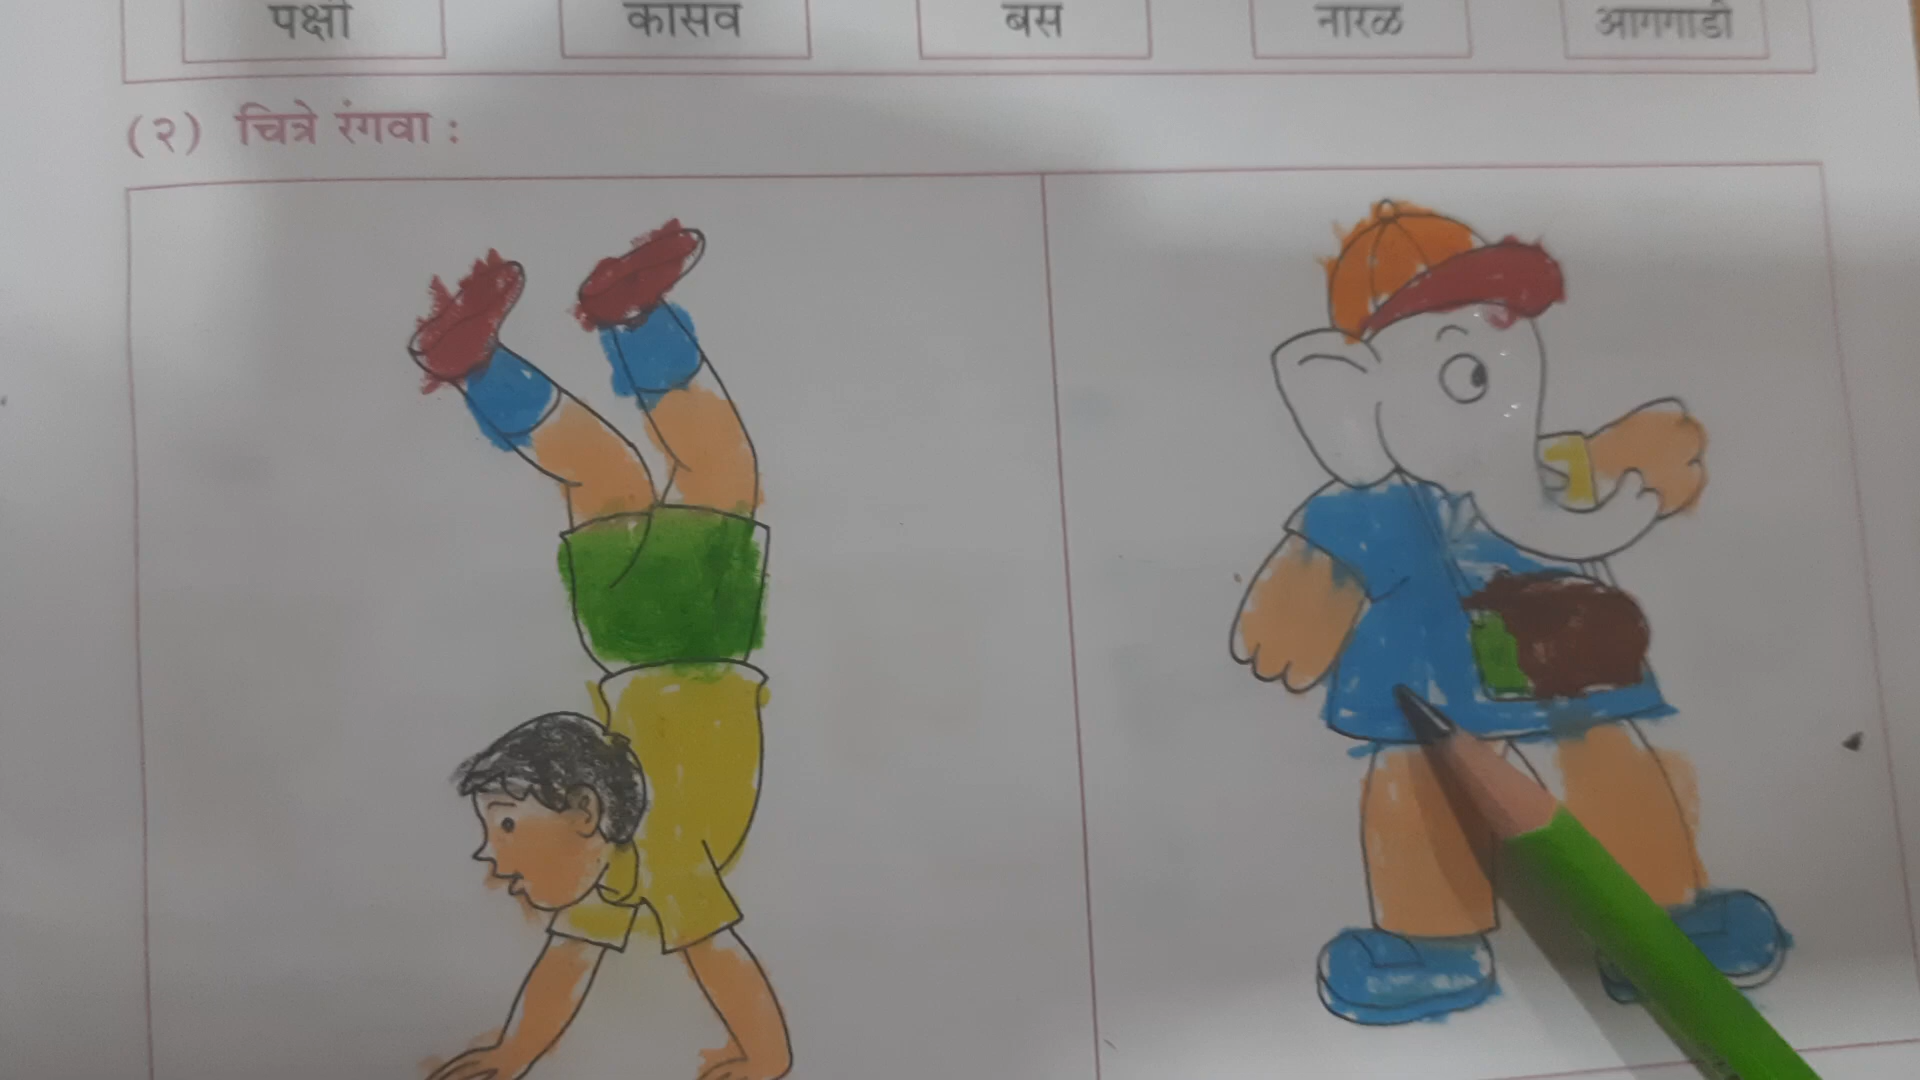 पक्षी कासव बस नारळ आगगाडी
(२) चित्रे रंगवा :